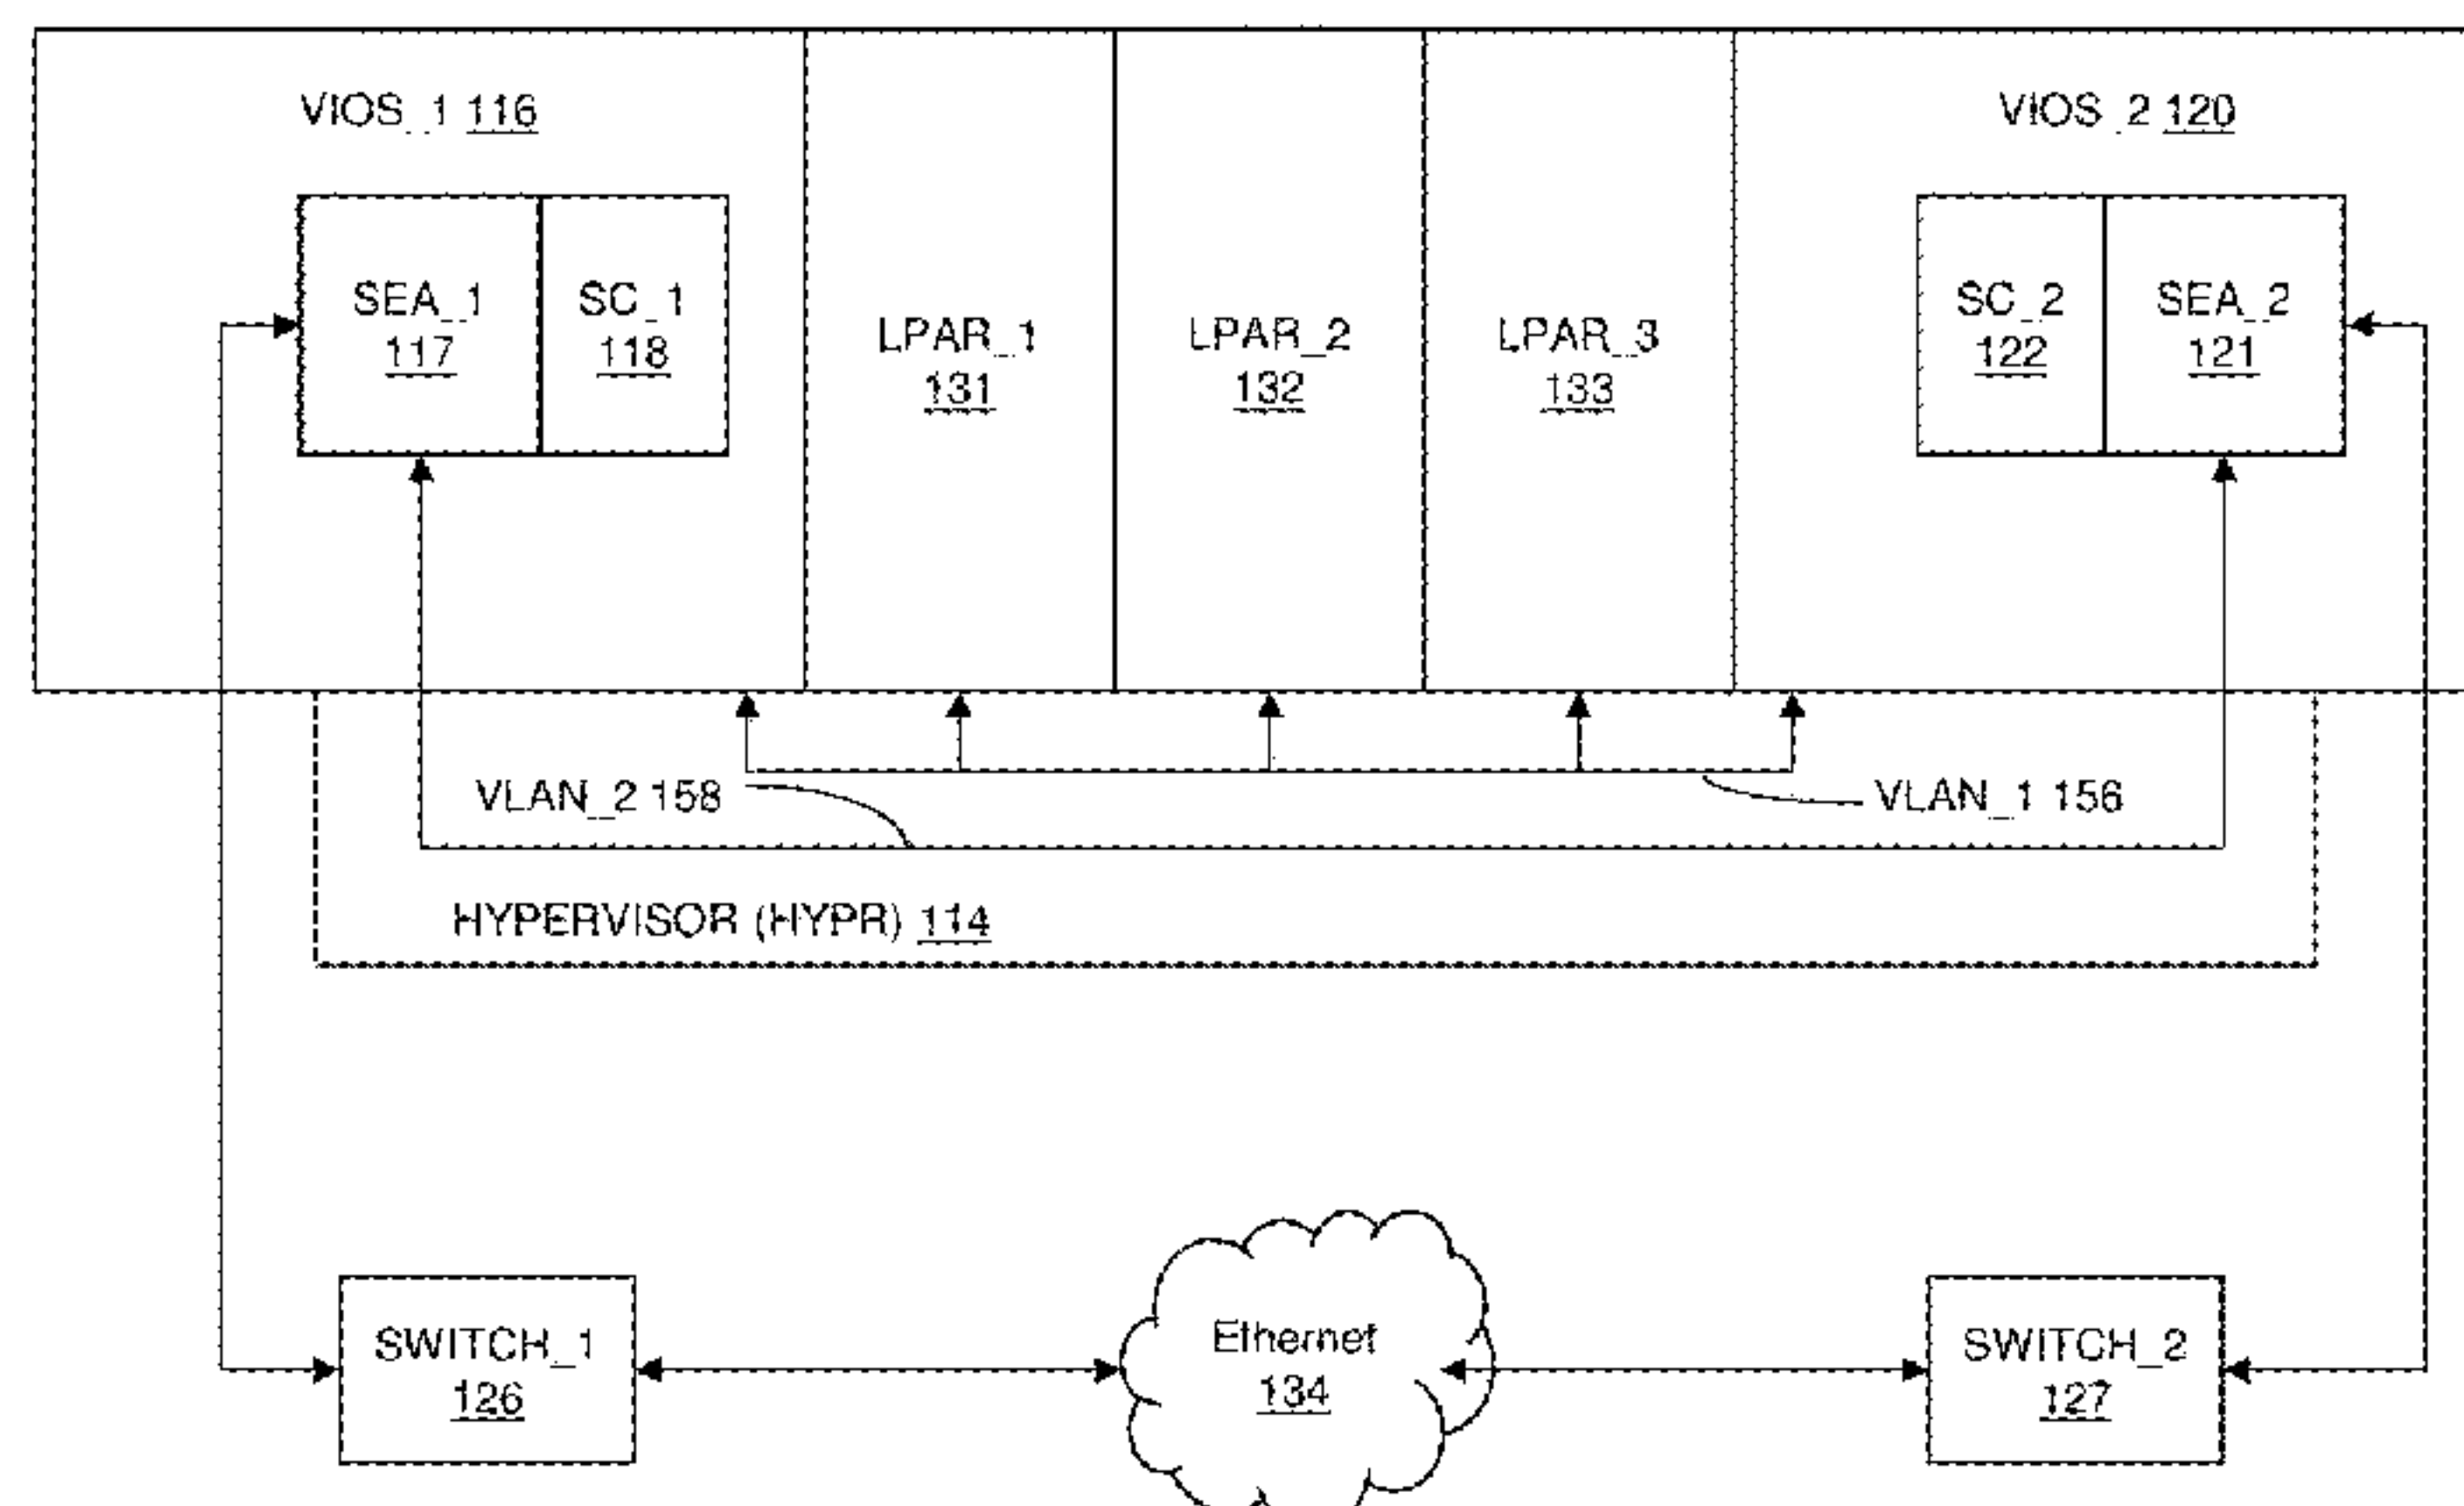 VIOS_1 116
VIOS_2 120
SEA_1
117
SC_1
118
LPAR_1
131
LPAR_2
132
LPAR_3
133
SC_2
122
SEA_2
121
VLAN_2 158
VLAN_1 156
HYPERVISOR (HYPR) 114
SWITCH_1
126
Ethernet
134
SWITCH_2
127